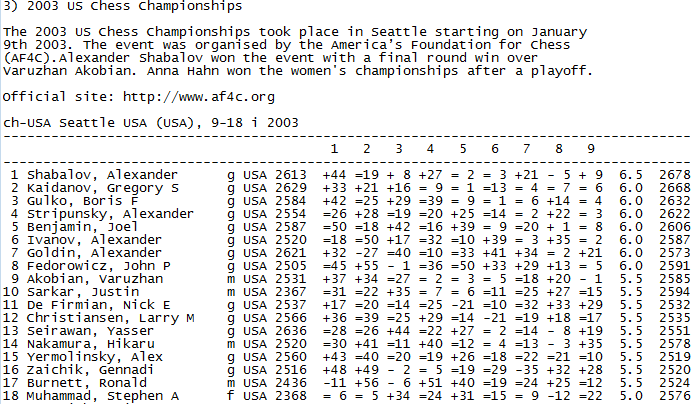 3) 2003 US Chess Championships
The 2003 US Chess Championships took place in Seattle starting on January
9th 2003. The event was organised by the America's Foundation for Chess
(AF4C).Alexander Shabalov won the event with a final round win over
Varuzhan Akobian. Anna Hahn won the women's championships after a playoff.
Official site: http://www.af4c.org
ch-USA Seattle USA (USA), 9-18 i 2003
1 2 3 4 5 6 7 8 9
1 Shabalov, Alexander g USA 2613 +44 =19 + 8 +27 = 2 = 3 +21 - 5 + 9 6.5 2678
2 Kaidanov, Gregory S g USA 2629 +33 +21 +16 = 9 = 1 =13 = 4 = 7 = 6 6.0 2668
3 Gulko, Boris F g USA 2584 +42 =25 +29 =39 = 9 = 1 = 6 +14 = 4 6.0 2632
4 Stripunsky, Alexander g USA 2554 =26 +28 =19 =20 +25 =14 = 2 +22 = 3 6.0 2622
5 Benjamin, Joel g USA 2587 =50 =18 +42 =16 +39 = 9 =20 + 1 = 8 6.0 2606
6 Ivanov, Alexander g USA 2520 =18 =50 +17 =32 =10 +39 = 3 +35 = 2 6.0 2587
7 Goldin, Alexander g USA 2621 +32 -27 =40 =10 =33 +41 +34 = 2 +21 6.0 2573
8 Fedorowicz, John P g USA 2505 =45 +55 - 1 =36 =50 +33 +29 +13 = 5 6.0 2591
9 Akobian, Varuzhan m USA 2531 +37 +34 =27 = 2 = 3 = 5 =18 +20 - 1 5.5 2585
10 Sarkar, Justin m USA 2367 =31 =22 +35 = 7 = 6 =11 =25 +27 =15 5.5 2594
11 De Firmian, Nick E g USA 2537 +17 =20 =14 =25 -21 =10 =32 +33 +29 5.5 2532
12 Christiansen, Larry M g USA 2566 +36 =39 =25 +29 =14 -21 =19 +18 =17 5.5 2535
13 Seirawan, Yasser g USA 2636 =28 =26 +44 =22 +27 = 2 =14 - 8 +19 5.5 2551
14 Nakamura, Hikaru m USA 2520 =30 +41 =11 +40 =12 = 4 =13 - 3 +35 5.5 2578
15 Yermolinsky, Alex g USA 2560 +43 =40 =20 =19 +26 =18 =22 =21 =10 5.5 2519
16 Zaichik, Gennadi g USA 2516 +48 +49 - 2 = 5 =19 =29 -35 +32 +28 5.5 2520
17 Burnett, Ronald m USA 2436 -11 +56 - 6 +51 +40 =19 =24 +25 =12 5.5 2524
18 Muhammad, Stephen A f USA 2368 = 6 = 5 +34 =24 +31 =15 = 9 -12 =22 5.0 2576